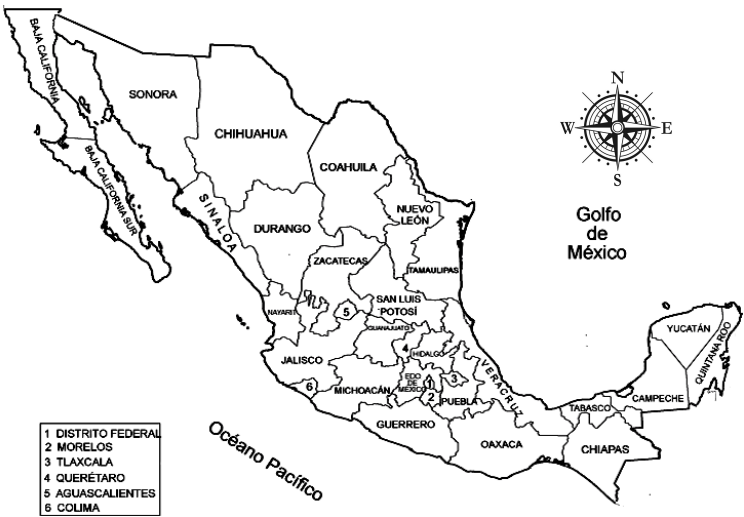 BAJA CALIFORNIA
SONORA
CHIHUAHUA
COAHUILA
BAJA CALIFORNIA SUR
SINALOA
DURANGO
NUEVO
LEÓN
ZACATECAS
TAMAULIPAS
SAN LUIS
POTOSÍ
NAYARIT
5
GUANAJUATO
4
HIDALGO
JALISCO
6
MICHOACÁN
EDO
DE
MÉXICO
1
2
3
PUEBLA
VERACRUZ
GUERRERO
OAXACA
TABASCO
CHIAPAS
CAMPECHE
YUCATÁN
QUINTANA ROO
N
W
E
S
Golfo
de
México
Océano Pacífico
1 DISTRITO FEDERAL
2 MORELOS
3 TLAXCALA
4 QUERÉTARO
5 AGUASCALIENTES
6 COLIMA